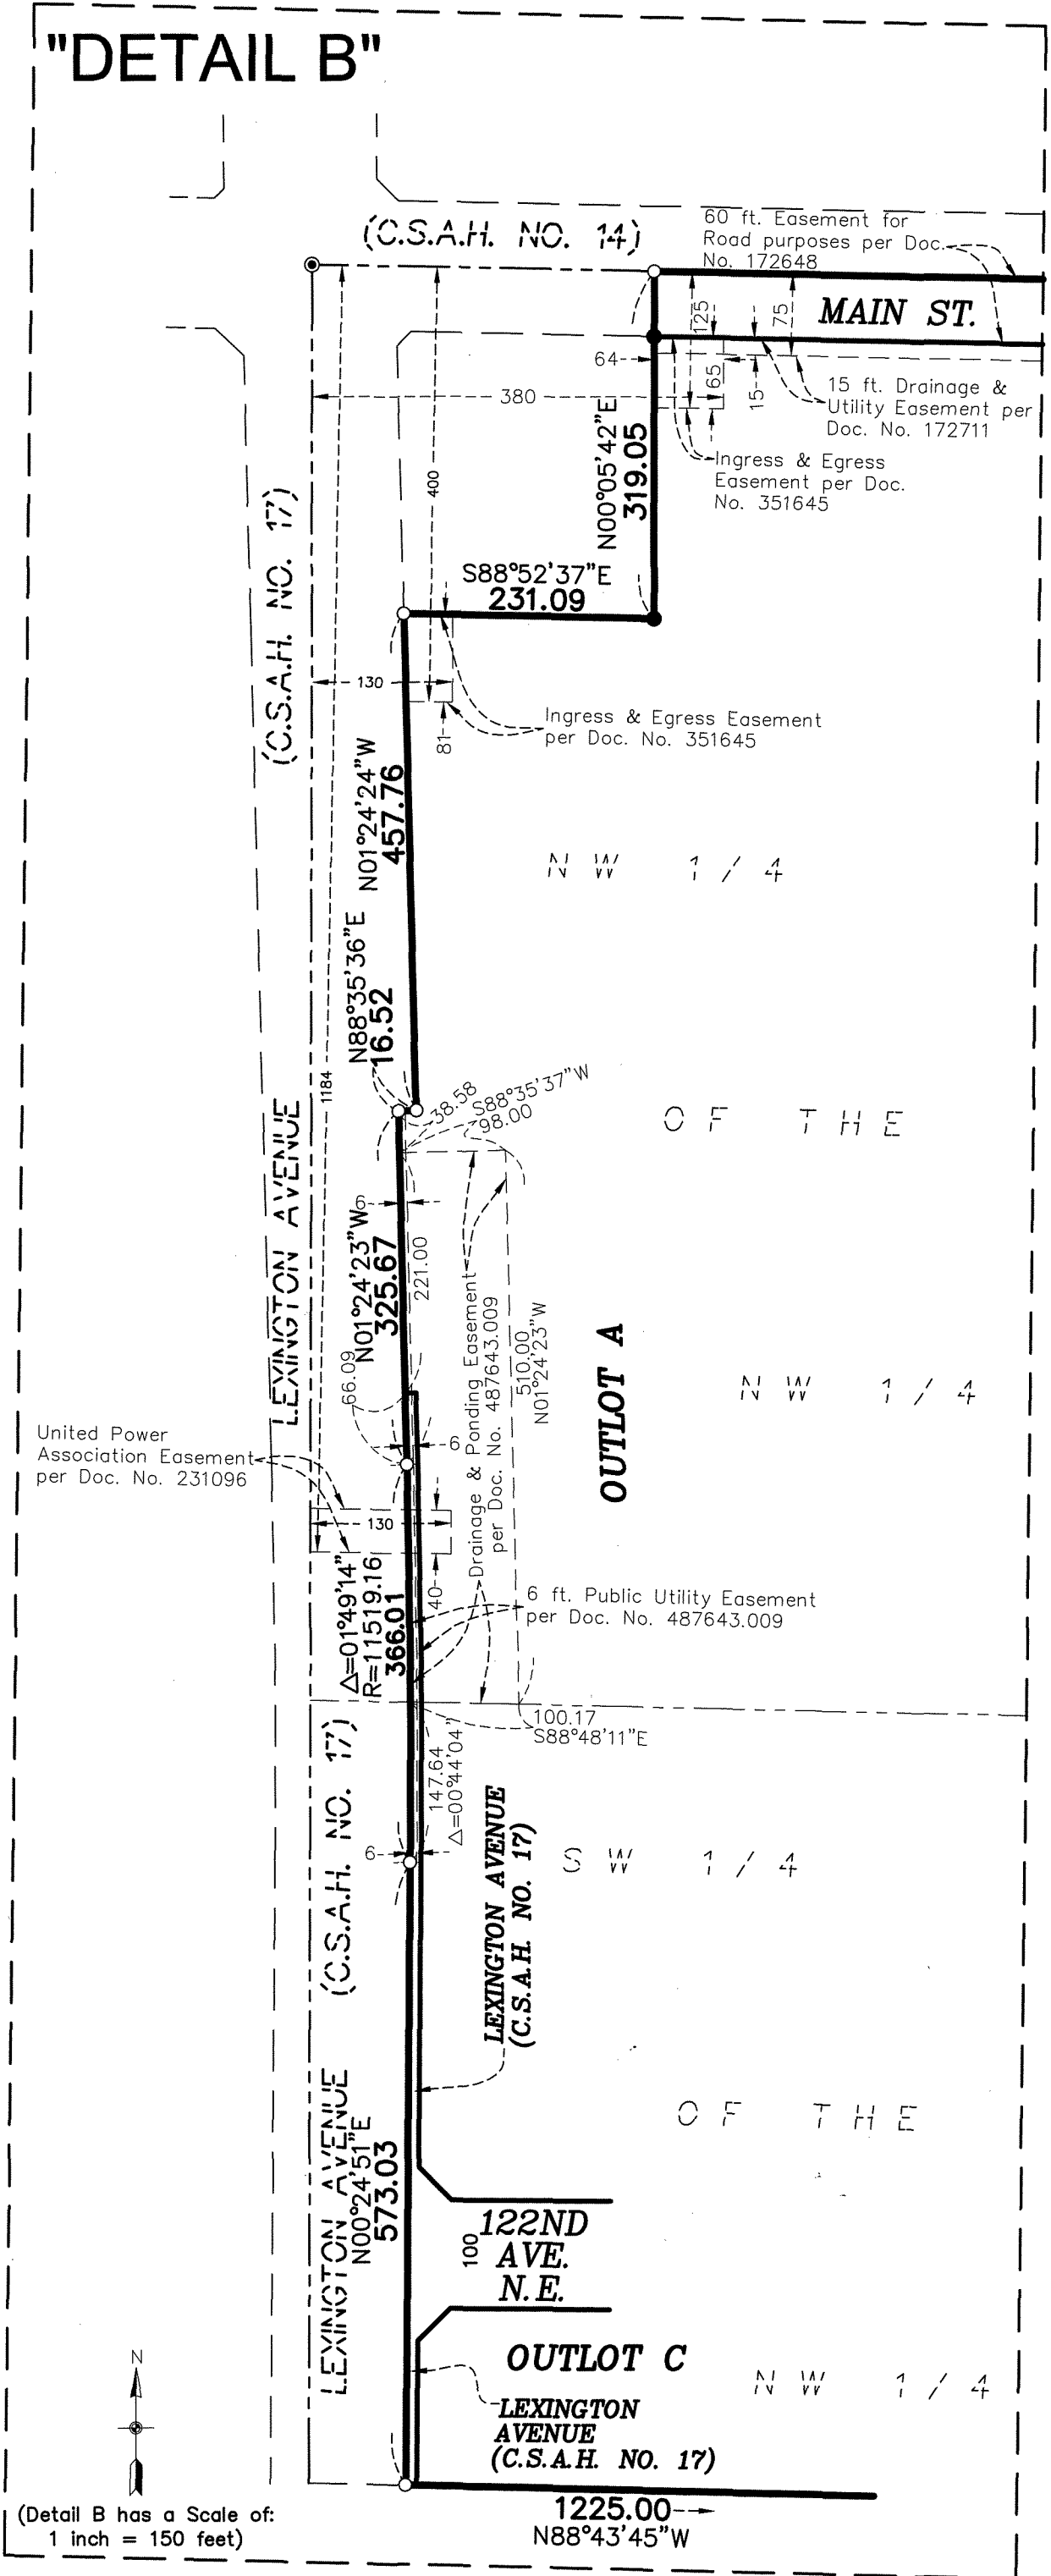 "DETAIL B"
(C.S.A.H. NO. 14)
60 ft. Easement for
Road purposes per Doc.
No. 172648
MAIN ST.
125
75
64
65
15
380
15 ft. Drainage &
Utility Easement per
Doc. No. 172711
Ingress & Egress
Easement per Doc.
No. 351645
N00°05'42"E
319.05
400
(C.S.A.H. NO. 17)
S88°52'37"E
231.09
130
81
Ingress & Egress Easement
per Doc. No. 351645
N01°24'24"W
457.76
NW 1/4
N88°35'36"E
16.52
1184
38.58
S88°35'37"W
98.00
OF THE
LEXINGTON AVENUE
6
N01°24'23"W
325.67
221.00
Drainage & Ponding Easement
per Doc. No. 487643.009
510.00
N01°24'23"W
OUTLOT A
NW 1/4
66.09
6
United Power
Association Easement
per Doc. No. 231096
130
40
Δ=01°49'14"
R=11519.16
366.01
6 ft. Public Utility Easement
per Doc. No. 487643.009
100.17
S88°48'11"E
147.64
Δ=00°44'04"
(C.S.A.H. NO. 17)
6
LEXINGTON AVENUE
(C.S.A.H. NO. 17)
SW 1/4
OF THE
LEXINGTON AVENUE
N00°24'51"E
573.03
100
122ND
AVE.
N.E.
OUTLOT C
NW 1/4
LEXINGTON
AVENUE
(C.S.A.H. NO. 17)
N
1225.00
N88°43'45"W
(Detail B has a Scale of:
1 inch = 150 feet)